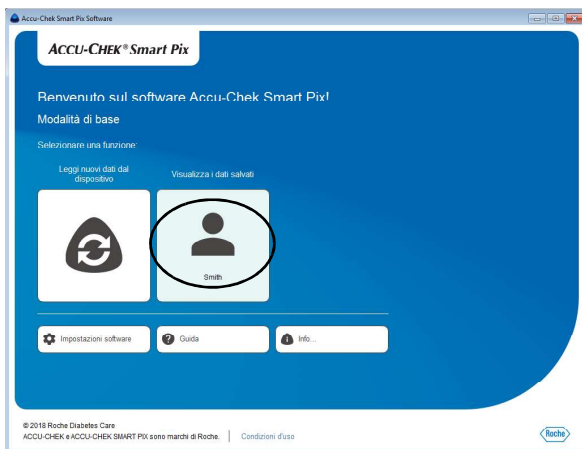 Accu-Chek Smart Pix Software
ACCU-CHEK® Smart Pix
Benvenuto sul software Accu-Chek Smart Pix!
Modalità di base
Selezionare una funzione:
Leggi nuovi dati dal
dispositivo
Visualizza i dati salvati
Smith
Impostazioni software
Guida
Info...
© 2018 Roche Diabetes Care
ACCU-CHEK e ACCU-CHEK SMART PIX sono marchi di Roche. | Condizioni d'uso
Roche